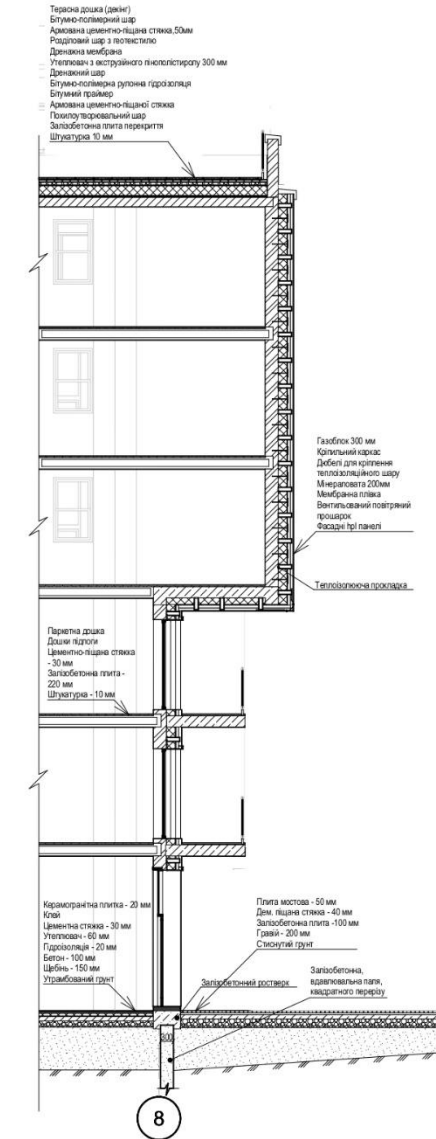 Терасна дошка (декінг)
Бітумно-полімерний шар
Армована цементно-піщана стяжка,50мм
Розділовий шар з геотекстилю
Дренажна мембрана
Утеплювач з екструзійного пінополістиролу 300 мм
Дренажний шар
Бітумно-полімерна рулонна гідроізоляція
Бітумний праймер
Армована цементно-піщаної стяжка
Похилоутворювальний шар
Залізобетонна плита перекриття
Штукатурка 10 мм
Газоблок 300 мм
Кріпильний каркас
Дюбелі для кріплення
теплоізоляційного шару
Мінераловата 200мм
Мембранна плівка
Вентильований повітряний
прошарок
Фасадні hpl панелі
Теплоізолююча прокладка
Паркетна дошка
Дошки підлоги
Цементно-піщана стяжка
- 30 мм
Залізобетонна плита -
220 мм
Штукатурка - 10 мм
Керамогранітна плитка - 20 мм
Клей
Цементна стяжка - 30 мм
Утеплювач - 60 мм
Гідроізоляція - 20 мм
Бетон - 100 мм
Щебінь - 150 мм
Утрамбований грунт
Плита мостова - 50 мм
Дем. піщана стяжка - 40 мм
Залізобетонна плита -100 мм
Гравій - 200 мм
Стиснутий грунт
Залізобетонний ростверк
Залізобетонна,
вдавлювальна паля,
квадратного перерізу
300
8